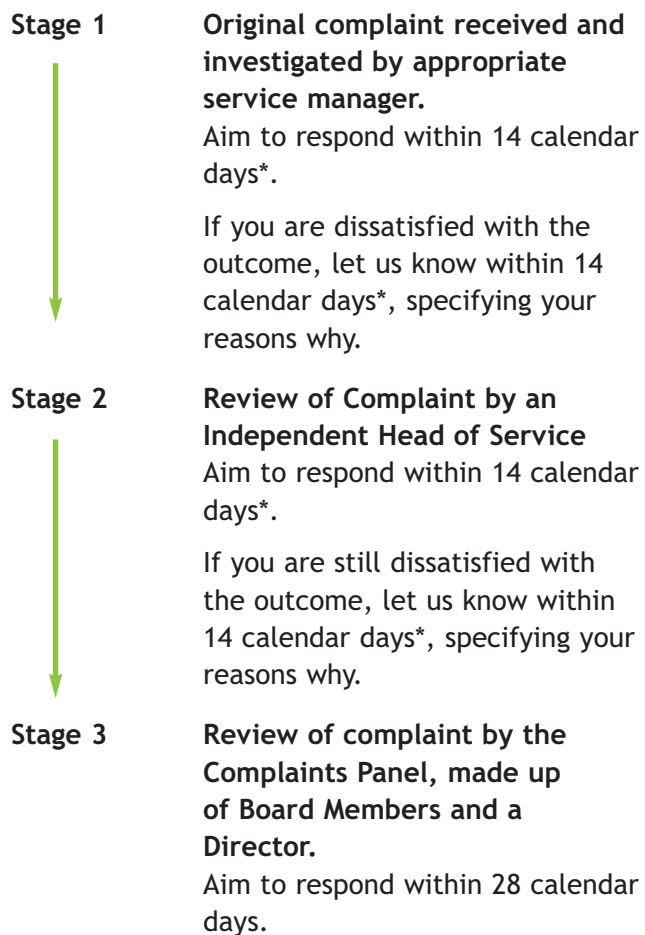 Stage 1 Original complaint received and
investigated by appropriate
service manager.
Aim to respond within 14 calendar
days*.
If you are dissatisfied with the
outcome, let us know within 14
calendar days*, specifying your
reasons why.
Stage 2 Review of Complaint by an
Independent Head of Service
Aim to respond within 14 calendar
days*.
If you are still dissatisfied with
the outcome, let us know within
14 calendar days*, specifying your
reasons why.
Stage 3 Review of complaint by the
Complaints Panel, made up
of Board Members and a
Director.
Aim to respond within 28 calendar
days.